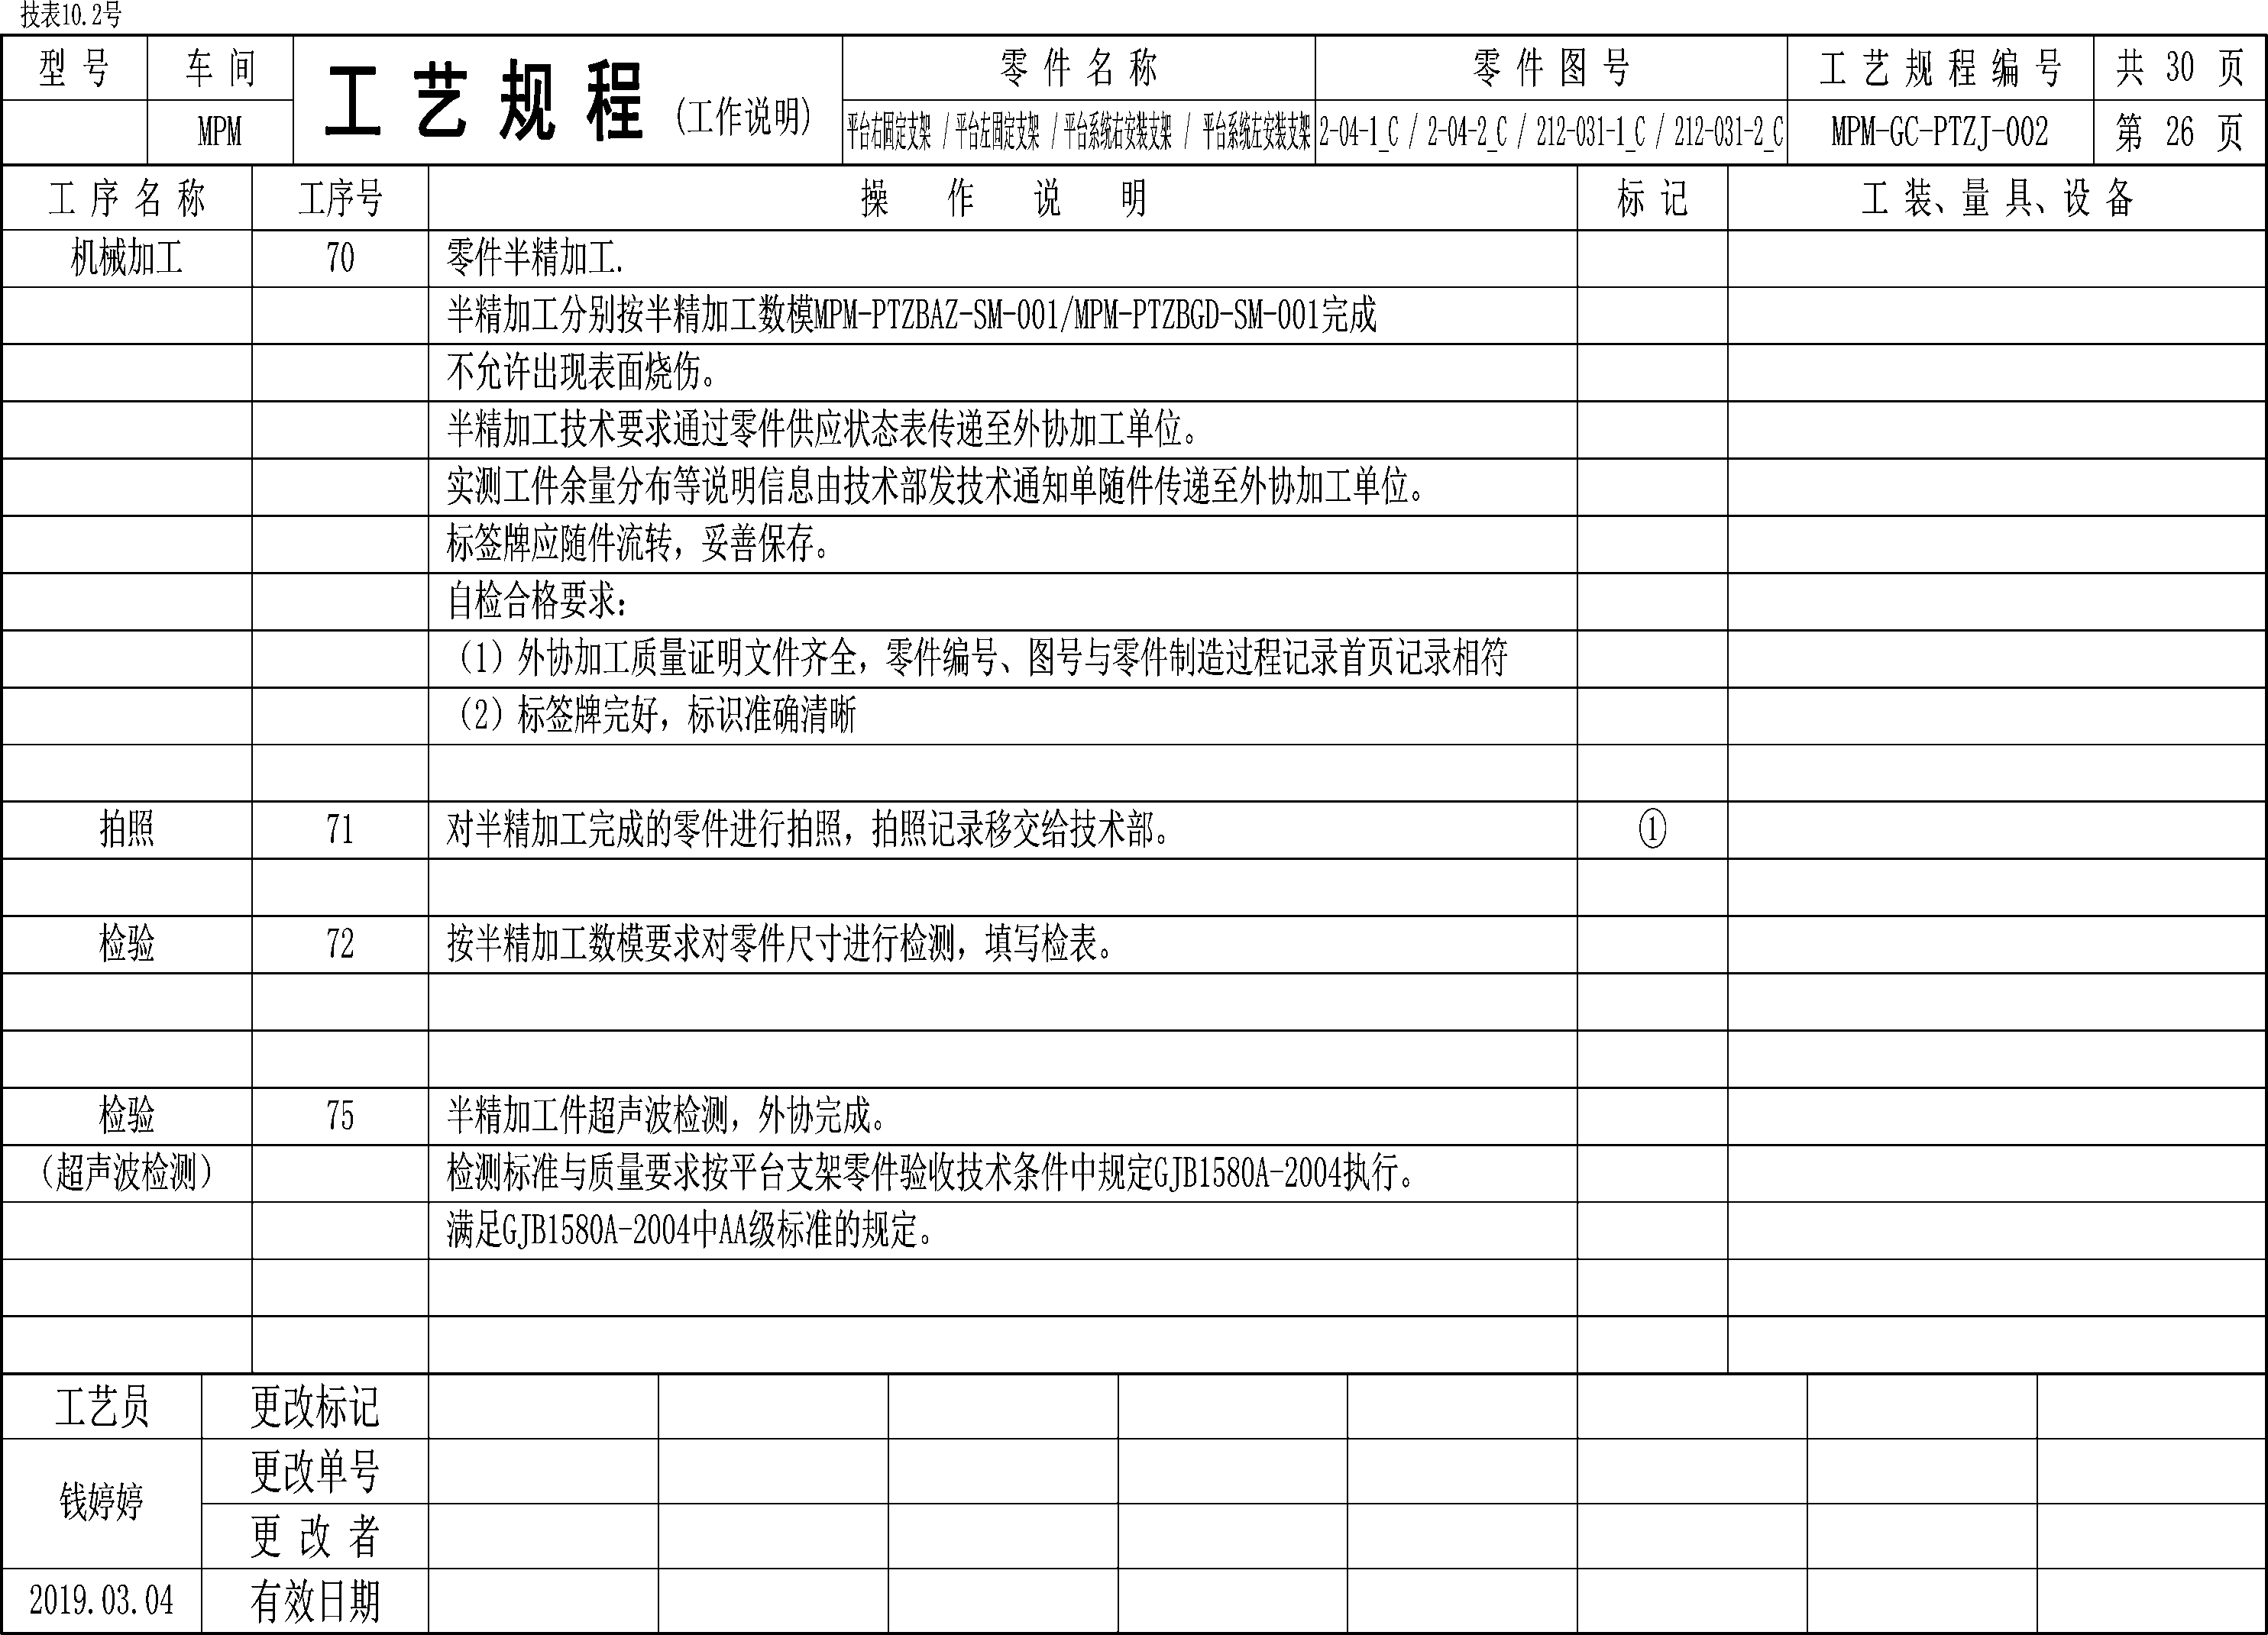 技表10.2号
型 号 车 间 工 艺 规 程 (工作说明) 零 件 名 称 零 件 图 号 工 艺 规 程 编 号 共 30 页
MPM 平台右固定支架 / 平台左固定支架 / 平台系统右安装支架 / 平台系统左安装支架 2-04-1_C / 2-04-2_C / 212-031-1_C / 212-031-2_C MPM-GC-PTZJ-002 第 26 页
工 序 名 称 工序号 操 作 说 明 标 记 工 装、量 具、设 备
机械加工 70 零件半精加工.
半精加工分别按半精加工数模MPM-PTZBAZ-SM-001/MPM-PTZBGD-SM-001完成
不允许出现表面烧伤。
半精加工技术要求通过零件供应状态表传递至外协加工单位。
实测工件余量分布等说明信息由技术部发技术通知单随件传递至外协加工单位。
标签牌应随件流转，妥善保存。
自检合格要求:
（1）外协加工质量证明文件齐全，零件编号、图号与零件制造过程记录首页记录相符
（2）标签牌完好，标识准确清晰
拍照 71 对半精加工完成的零件进行拍照，拍照记录移交给技术部。 ①
检验 72 按半精加工数模要求对零件尺寸进行检测，填写检表。
检验 75 半精加工件超声波检测，外协完成。
（超声波检测） 检测标准与质量要求按平台支架零件验收技术条件中规定GJB1580A-2004执行。
满足GJB1580A-2004中AA级标准的规定。
工艺员 更改标记
钱婷婷 更改单号
更 改 者
2019.03.04 有效日期